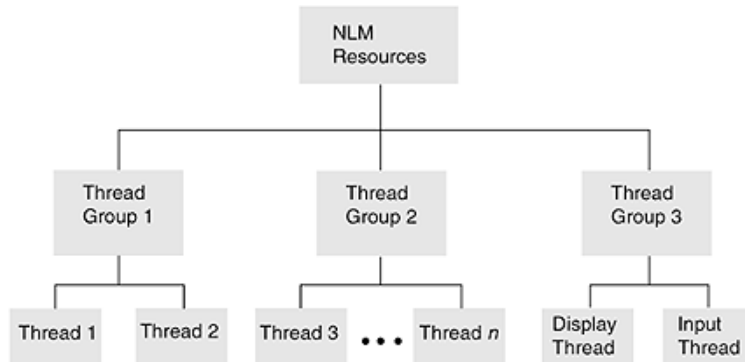 NLM
Resources
Thread
Group 1
Thread
Group 2
Thread
Group 3
Thread 1
Thread 2
Thread 3
•••
Thread n
Display
Thread
Input
Thread